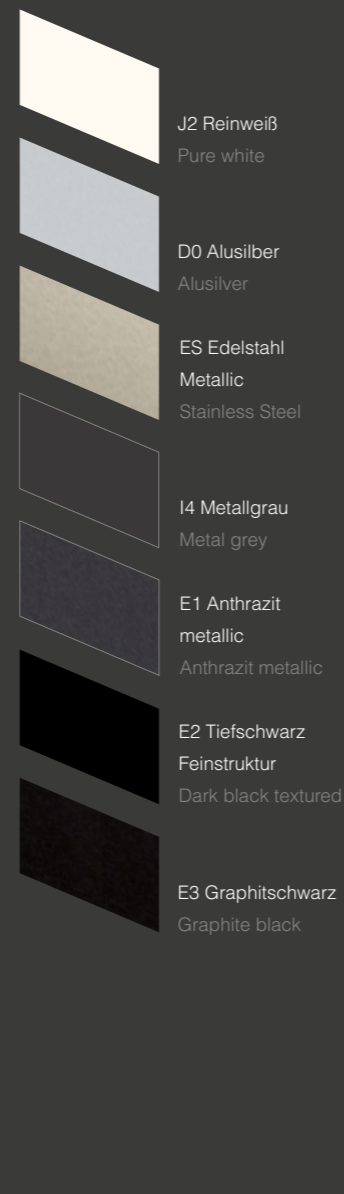 J2 Reinweiß
Pure white
D0 Alusilber
Alusilver
ES Edelstahl
Metallic
Stainless Steel
I4 Metallgrau
Metal grey
E1 Anthrazit
metallic
Anthrazit metallic
E2 Tiefschwarz
Feinstruktur
Dark black textured
E3 Graphitschwarz
Graphite black